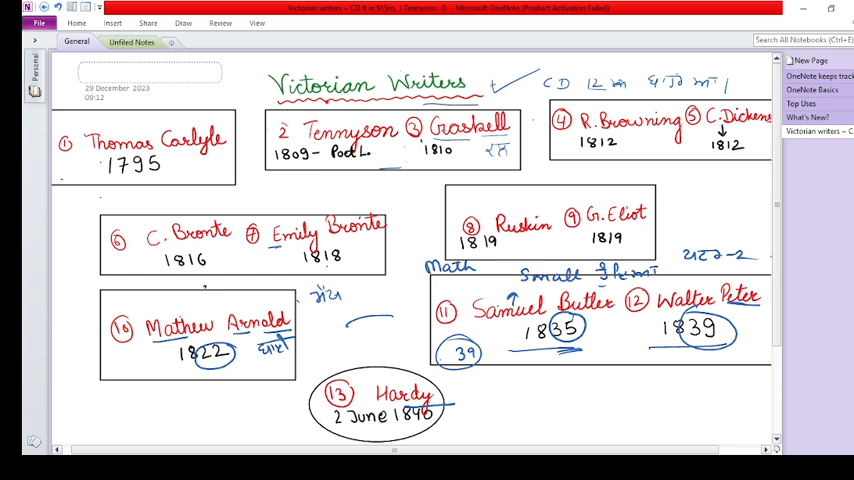 Victorian writers ~ CD It in 915m, I Tennyson . G - Microsoft OneNote (Product Activation Failed)
File Home Insert Share Draw Review View
General Unfiled Notes
Search All Notebooks (Ctrl+E)
Personal
New Page
OneNote keeps track
OneNote Basics
Top Uses
What's New?
Victorian writers ~ C
29 December 2023
09:12
Victorian Writers
CD 12
① Thomas Carlyle
1795
2 Tennyson ③ Graskell
1809- Poet L. 1810
④ R. Browning ⑤ C. Dickens
1812 1812
⑥ C. Bronte ⑦ Emily Bronte
1816 1818
⑧ Ruskin ⑨ G. Eliot
1819 1819
Math
Small
⑩ Mathew Arnold
1822
⑪ Samuel Butler ⑫ Walter Peter
1835 1839
39
⑬ Hardy
2 June 1840